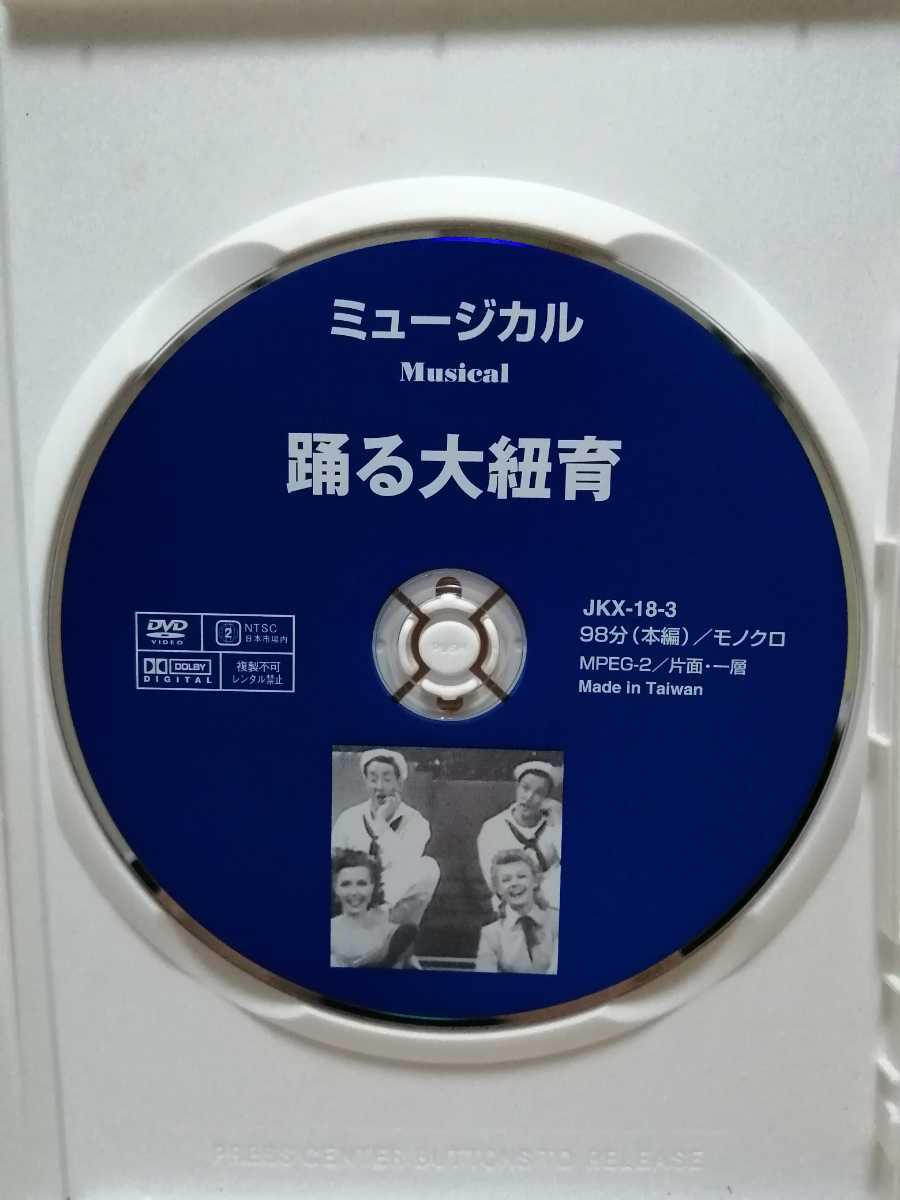 ミュージカル
Musical
踊る大紐育
DVD
VIDEO
2
NTSC
日本市場内
DOLBY
DIGITAL
複製不可
レンタル禁止
PUSH
JKX-18-3
98分(本編)/モノクロ
MPEG-2/片面・一層
Made in Taiwan
PRESS CENTER BUTTONS TO RELEASE